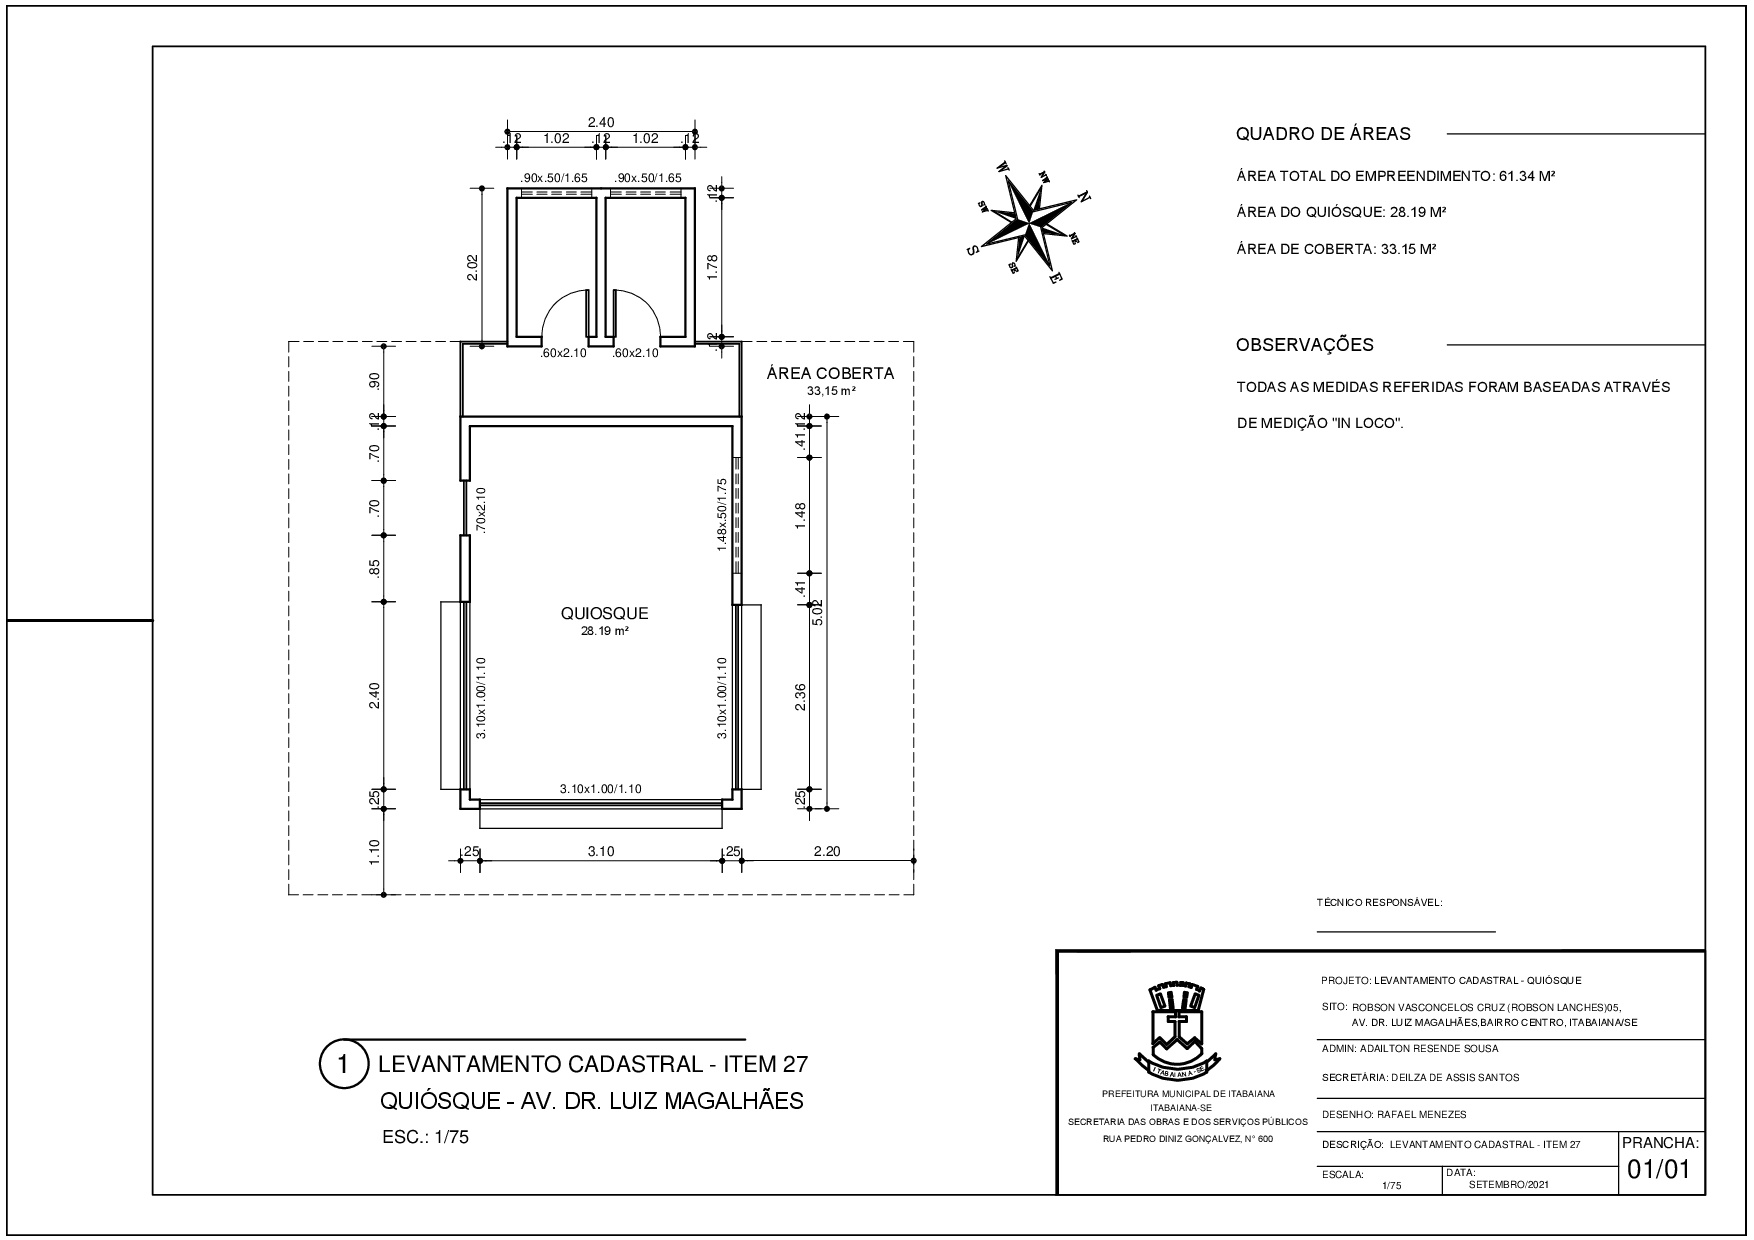 2.40
.12
1.02
.12
1.02
.12
.90x.50/1.65
.90x.50/1.65
.12
2.02
1.78
.12
.60x2.10
.60x2.10
ÁREA COBERTA
33,15 m²
.90
.12
.70
.70
.85
2.40
.25
1.10
.70x2.10
1.48x.50/1.75
.12
.41
1.48
.41
5.02
2.36
.25
QUIOSQUE
28.19 m²
3.10x1.00/1.10
3.10x1.00/1.10
3.10x1.00/1.10
.25
3.10
.25
2.20
W
NW
N
NE
E
SE
S
SW
QUADRO DE ÁREAS
ÁREA TOTAL DO EMPREENDIMENTO: 61.34 M²
ÁREA DO QUIÓSQUE: 28.19 M²
ÁREA DE COBERTA: 33.15 M²
OBSERVAÇÕES
TODAS AS MEDIDAS REFERIDAS FORAM BASEADAS ATRAVÉS
DE MEDIÇÃO "IN LOCO".
1
LEVANTAMENTO CADASTRAL - ITEM 27
QUIÓSQUE - AV. DR. LUIZ MAGALHÃES
ESC.: 1/75
TÉCNICO RESPONSÁVEL:
ITABAIANA - SE
PREFEITURA MUNICIPAL DE ITABAIANA
ITABAIANA-SE
SECRETARIA DAS OBRAS E DOS SERVIÇOS PÚBLICOS
RUA PEDRO DINIZ GONÇALVEZ, N° 600
PROJETO: LEVANTAMENTO CADASTRAL - QUIÓSQUE
SITO: ROBSON VASCONCELOS CRUZ (ROBSON LANCHES)05,
AV. DR. LUIZ MAGALHÃES,BAIRRO CENTRO, ITABAIANA/SE
ADMIN: ADAILTON RESENDE SOUSA
SECRETÁRIA: DEILZA DE ASSIS SANTOS
DESENHO: RAFAEL MENEZES
DESCRIÇÃO: LEVANTAMENTO CADASTRAL - ITEM 27
PRANCHA:
01/01
ESCALA:
1/75
DATA:
SETEMBRO/2021